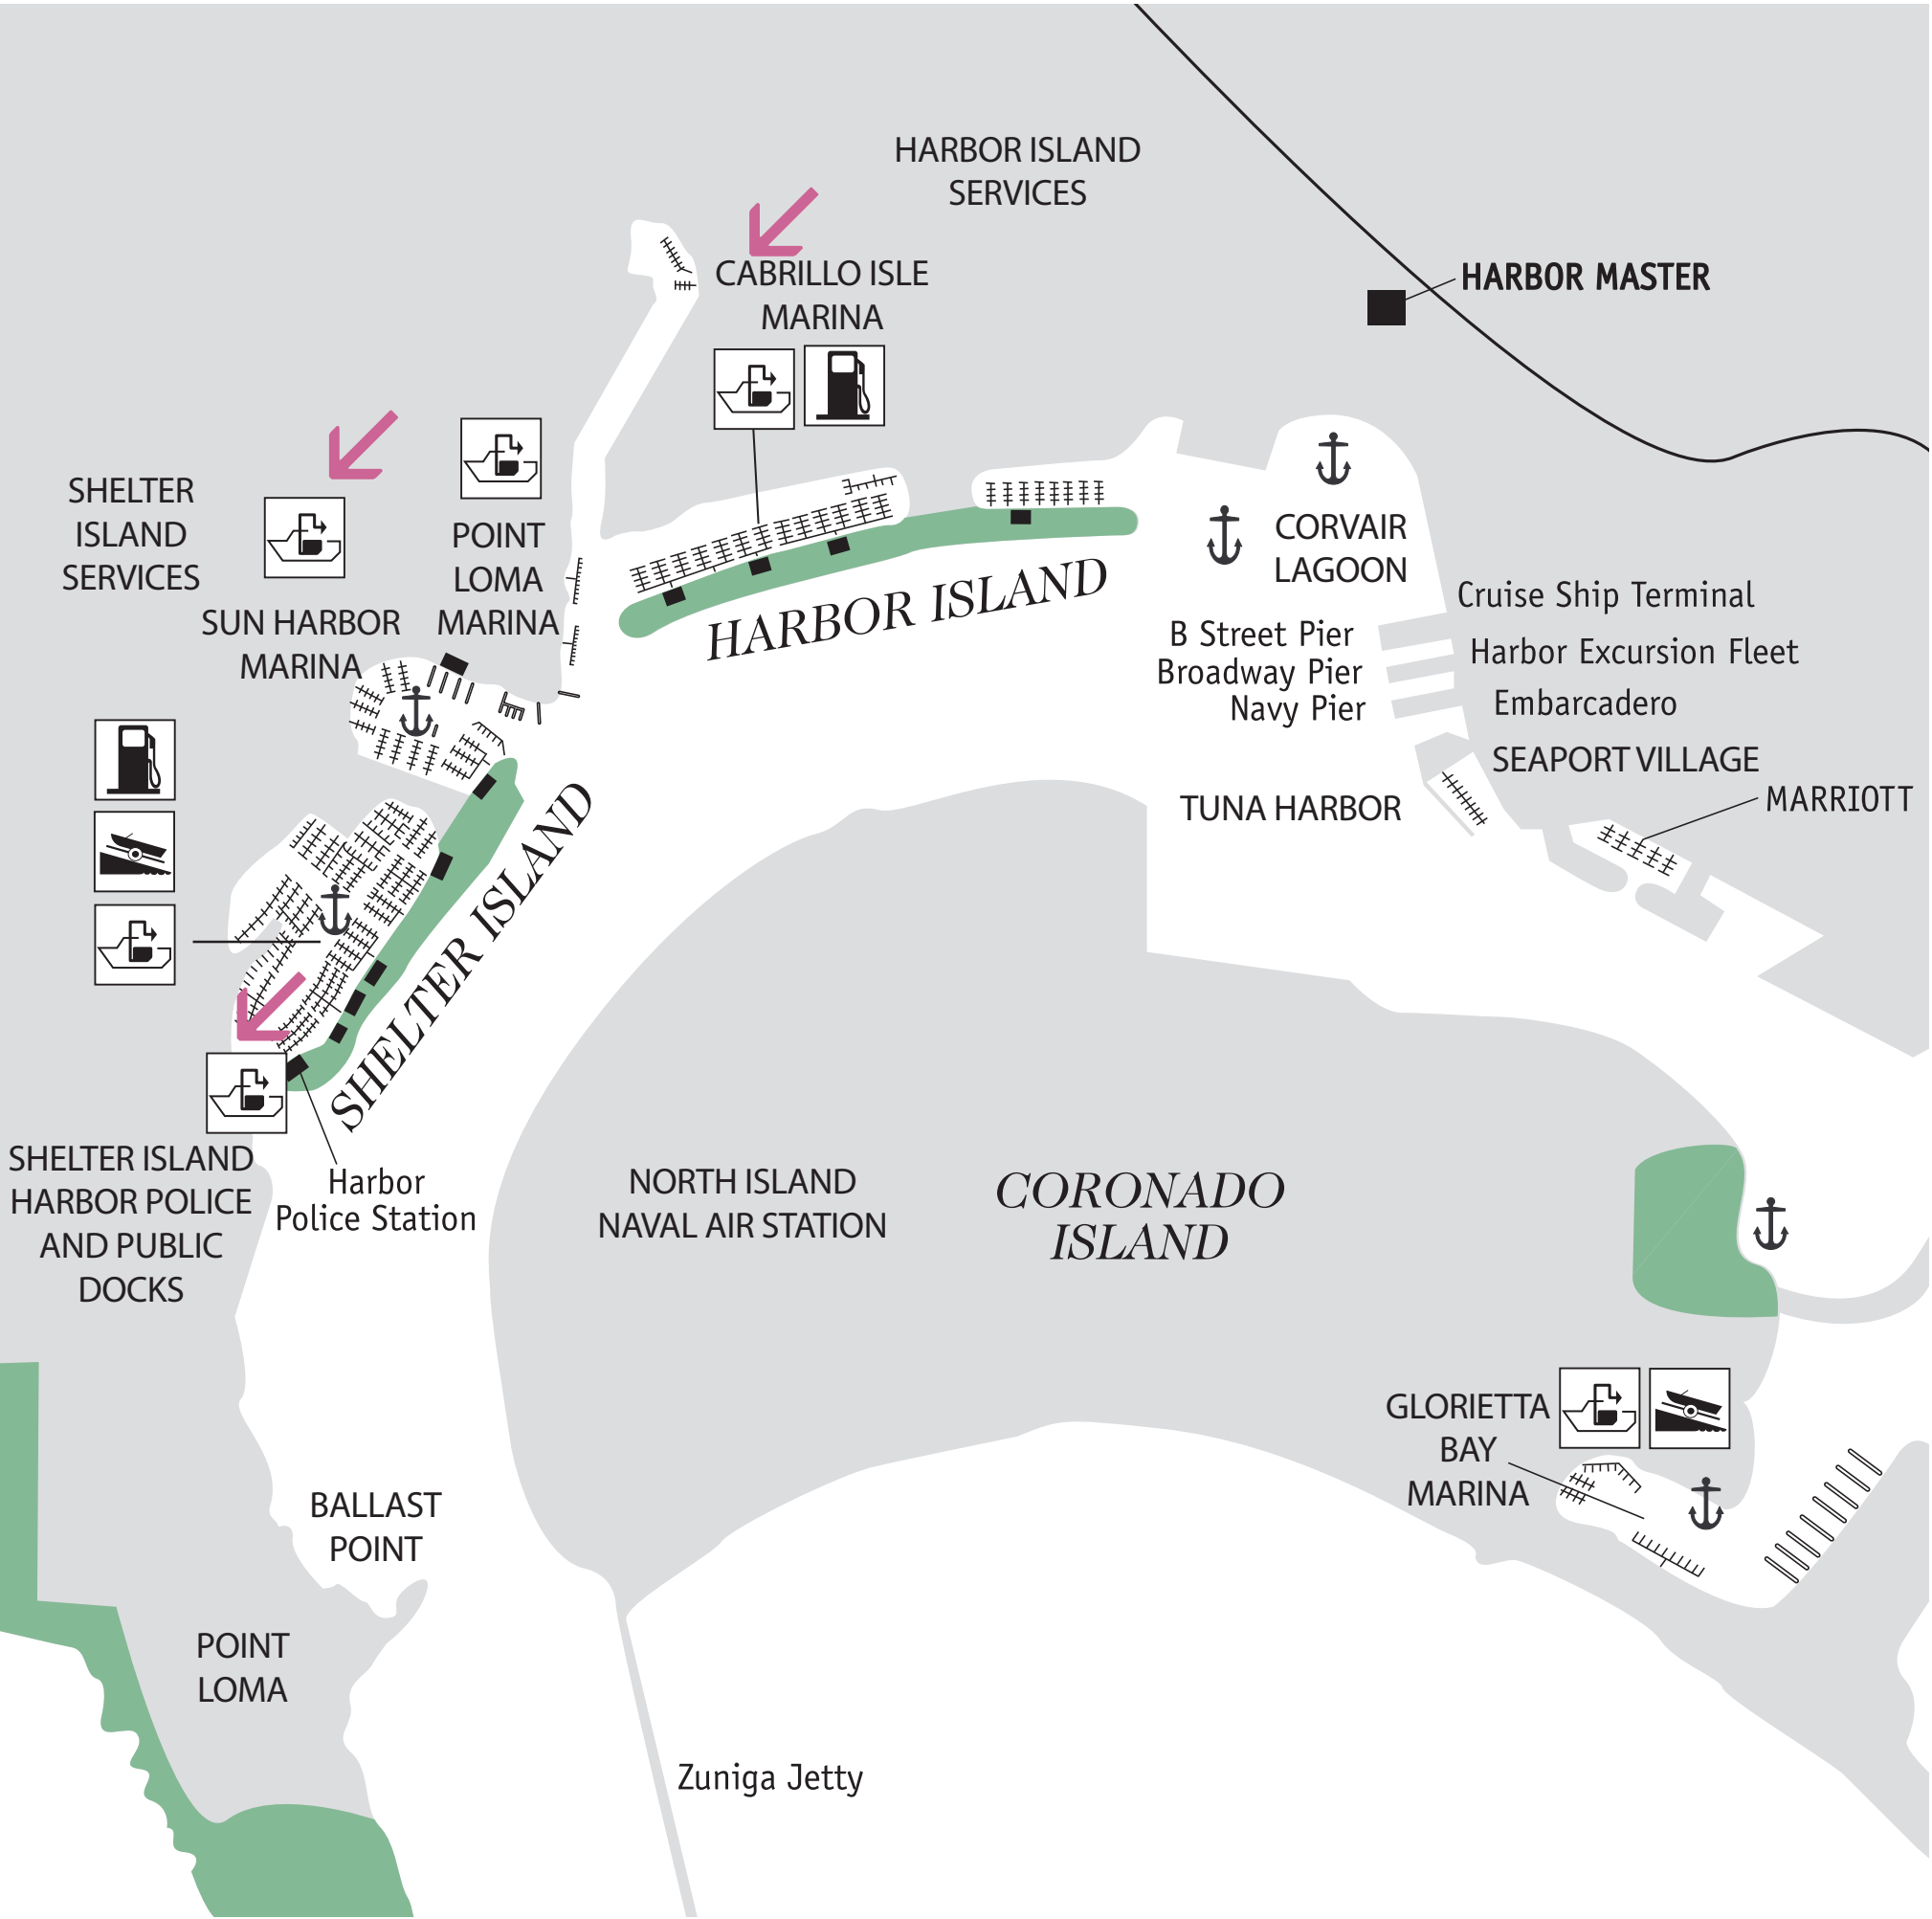 HARBOR ISLAND
SERVICES
CABRILLO ISLE
MARINA
HARBOR MASTER
SHELTER
ISLAND
SERVICES
POINT
LOMA
MARINA
SUN HARBOR
MARINA
HARBOR ISLAND
CORVAIR
LAGOON
Cruise Ship Terminal
B Street Pier
Harbor Excursion Fleet
Broadway Pier
Embarcadero
Navy Pier
SEAPORT VILLAGE
MARRIOTT
TUNA HARBOR
SHELTER ISLAND
SHELTER ISLAND
HARBOR POLICE
AND PUBLIC
DOCKS
Harbor
Police Station
NORTH ISLAND
NAVAL AIR STATION
CORONADO
ISLAND
GLORIETTA
BAY
MARINA
BALLAST
POINT
POINT
LOMA
Zuniga Jetty